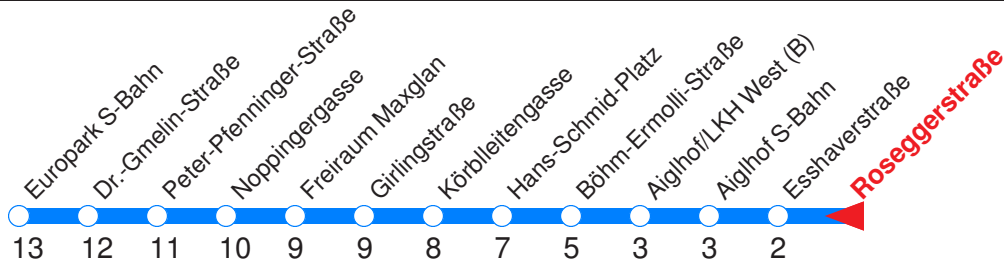 Europark S-Bahn
Dr.-Gmelin-Straße
Peter-Pfenninger-Straße
Noppingergasse
Freiraum Maxglan
Girlingstraße
Körblleitengasse
Hans-Schmid-Platz
Böhm-Ermolli-Straße
Aiglhof/LKH West (B)
Aiglhof S-Bahn
Esshaverstraße
Roseggerstraße
13 12 11 10 9 9 8 7 5 3 3 2